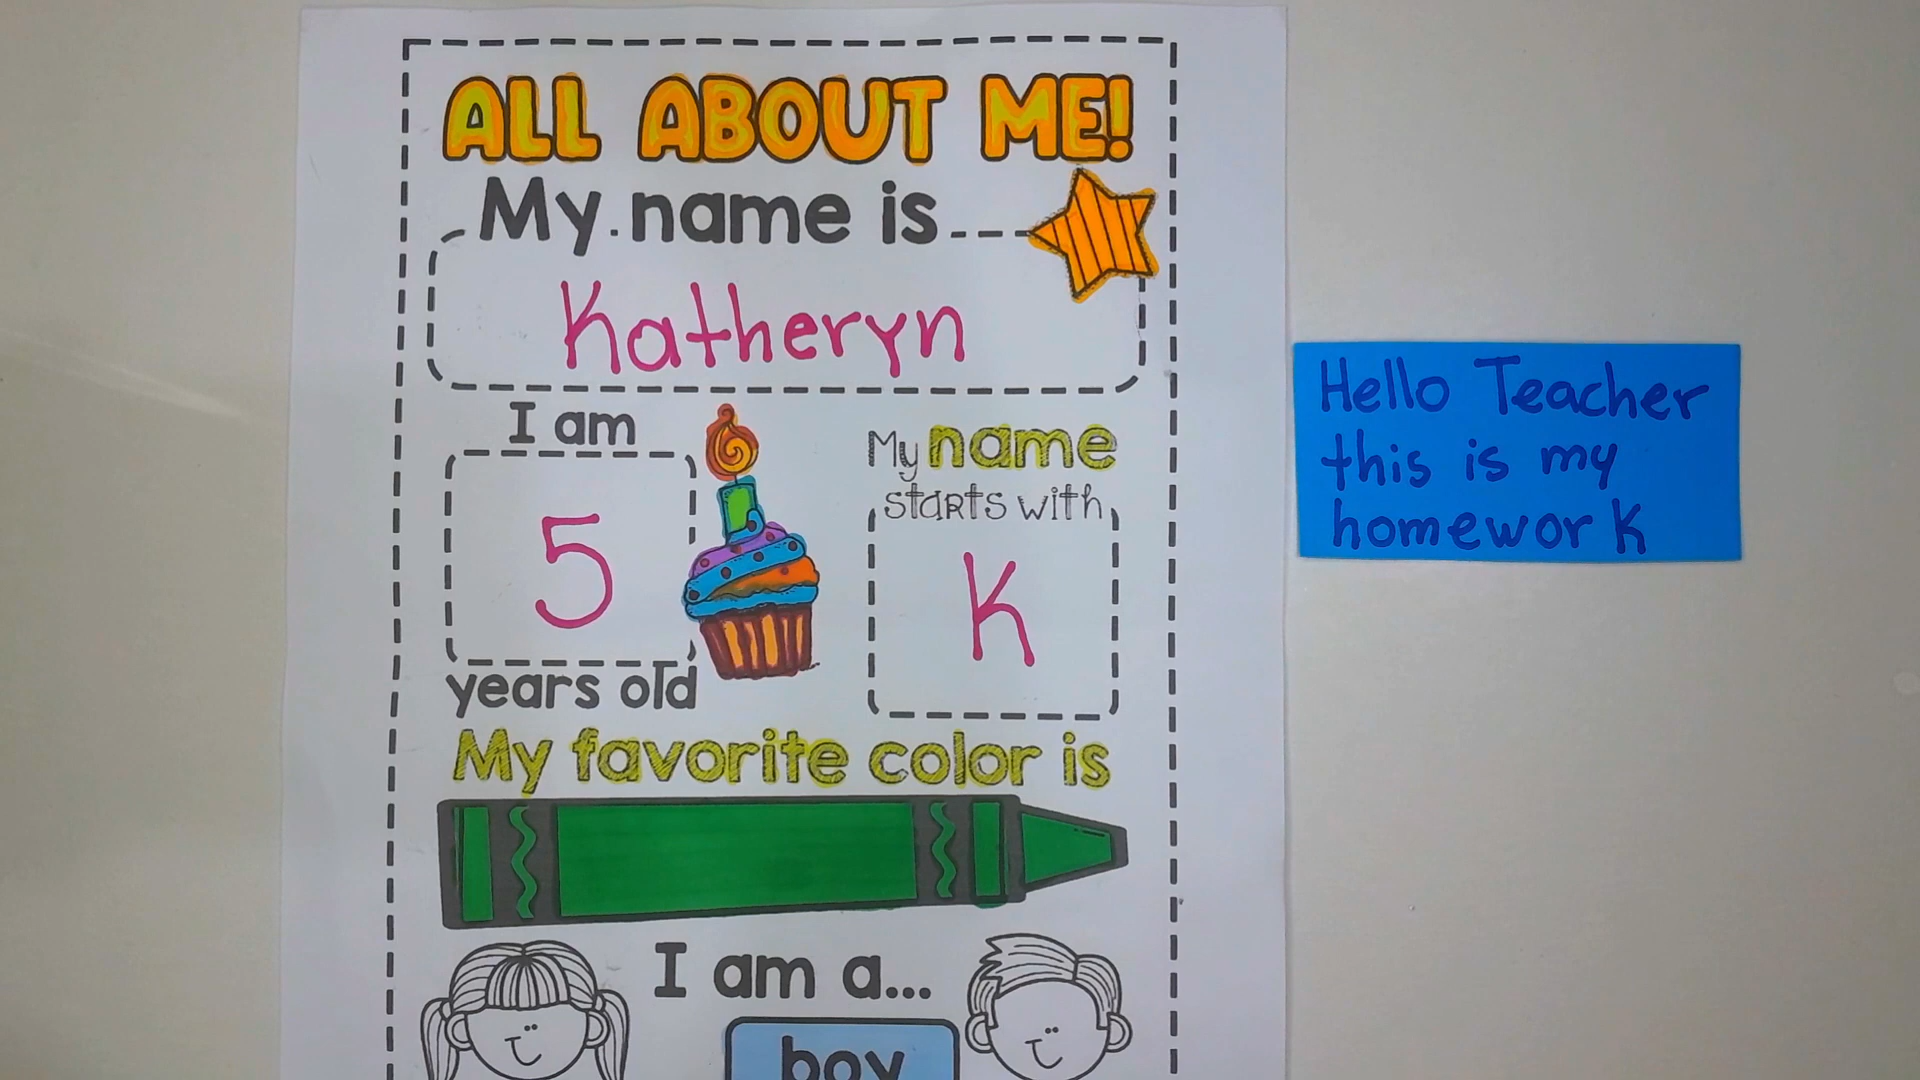 ALL ABOUT ME!
My name is
Katheryn
I am
5
years old
My name
starts with
K
My favorite color is
I am a...
boy
Hello Teacher
this is my
homework